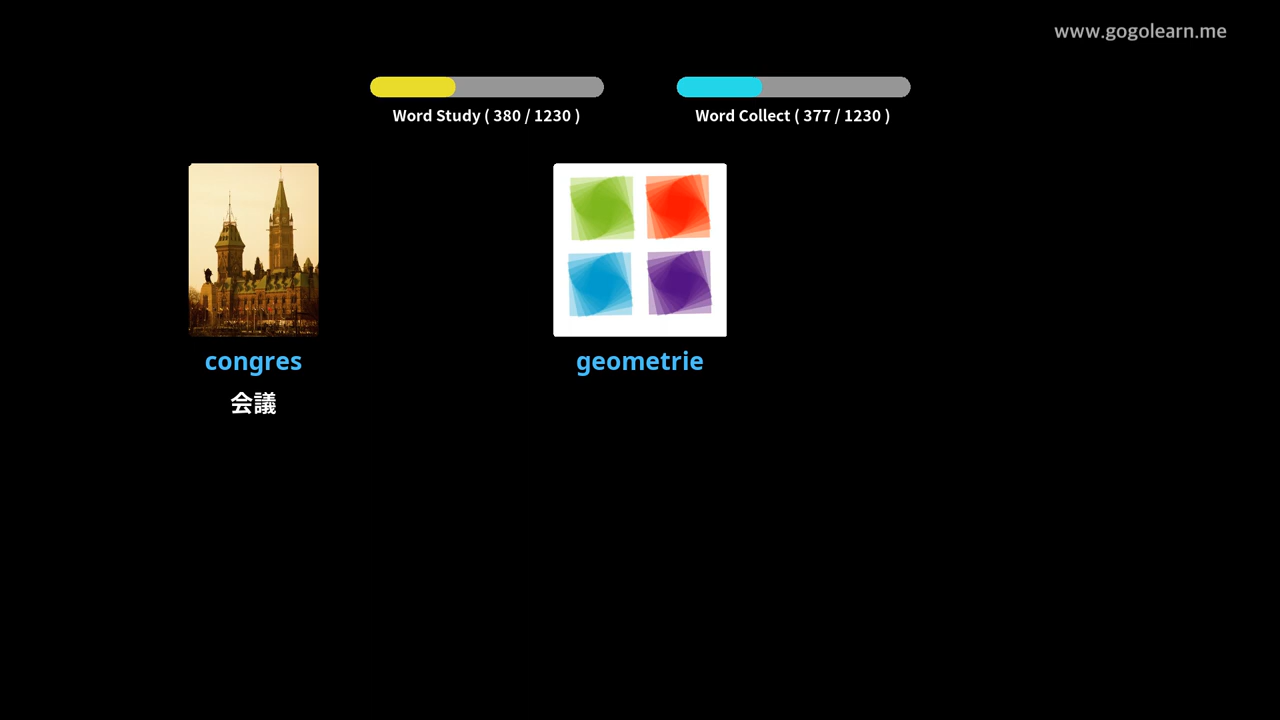 www.gogolearn.me
Word Study ( 380 / 1230 )
Word Collect ( 377 / 1230 )
congres
geometrie
会議